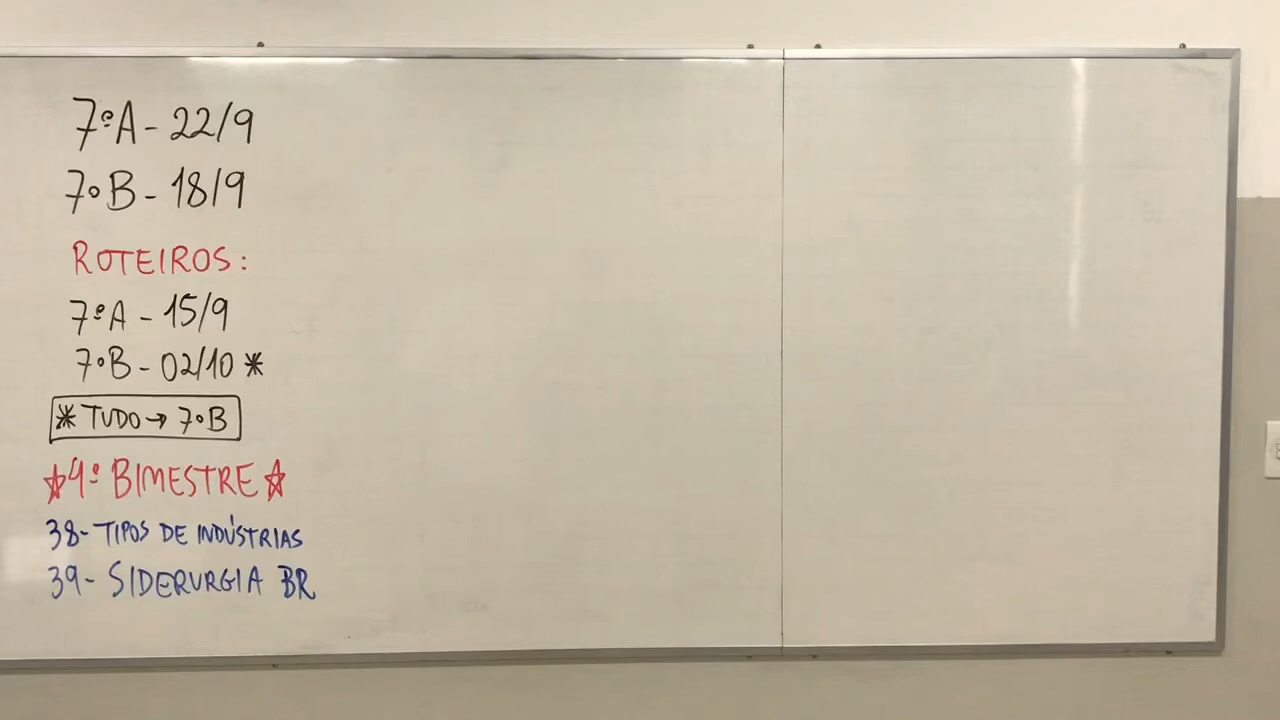 7ºA - 22/9
7ºB - 18/9
ROTEIROS:
7ºA - 15/9
7ºB - 02/10 *
* TUDO → 7ºB
☆4º BIMESTRE☆
38- TIPOS DE INDÚSTRIAS
39- SIDERURGIA BR